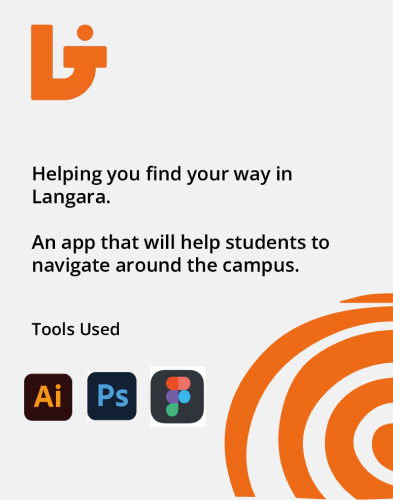 Helping you find your way in
Langara.
An app that will help students to
navigate around the campus.
Tools Used
Ai Ps